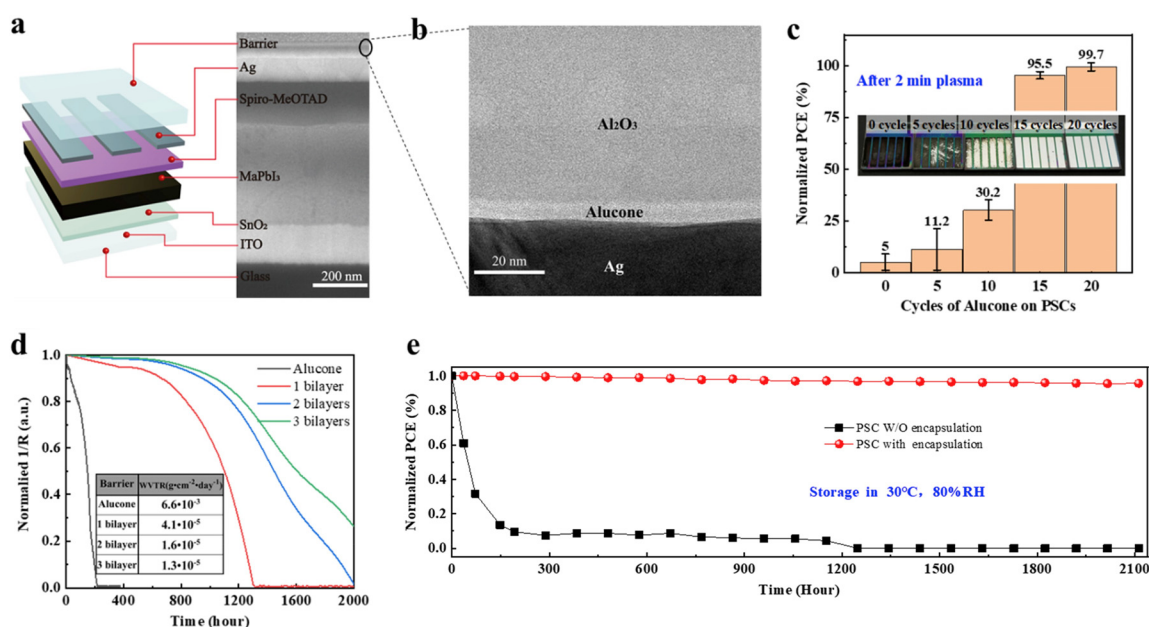 a
Barrier
Ag
Spiro-MeOTAD
MaPbI₃
SnO₂
ITO
Glass
200 nm
b
Al₂O₃
Alucone
Ag
20 nm
c
Normalized PCE (%)
100
75
50
25
0
After 2 min plasma
95.5
99.7
0 cycle 5 cycles 10 cycles 15 cycles 20 cycles
5
11.2
30.2
0 5 10 15 20
Cycles of Alucone on PSCs
d
Normalied 1/R (a.u.)
1.0
0.8
0.6
0.4
0.2
0.0
Alucone
1 bilayer
2 bilayers
3 bilayers
Barrier WVTR(g•cm⁻²•day⁻¹)
Alucone 6.6•10⁻³
1 bilayer 4.1•10⁻⁵
2 bilayer 1.6•10⁻⁵
3 bilayer 1.3•10⁻⁵
0 400 800 1200 1600 2000
Time (hour)
e
Normalized PCE (%)
1.0
0.8
0.6
0.4
0.2
0.0
PSC W/O encapsulation
PSC with encapsulation
Storage in 30°C, 80%RH
0 300 600 900 1200 1500 1800 2100
Time (Hour)